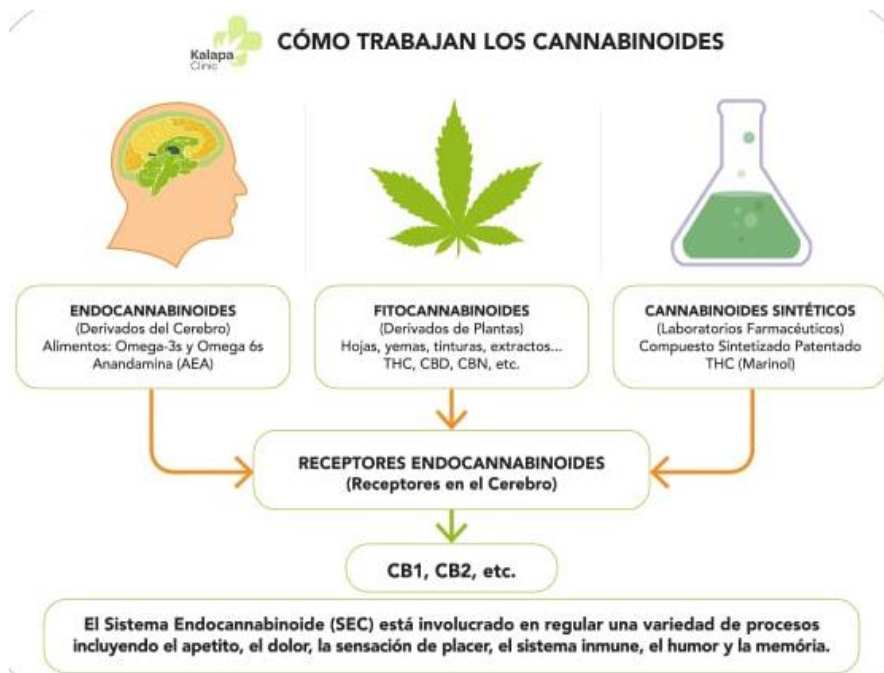 Kalapa
Clinic
CÓMO TRABAJAN LOS CANNABINOIDES
ENDOCANNABINOIDES
(Derivados del Cerebro)
Alimentos: Omega-3s y Omega 6s
Anandamina (AEA)
FITOCANNABINOIDES
(Derivados de Plantas)
Hojas, yemas, tinturas, extractos...
THC, CBD, CBN, etc.
CANNABINOIDES SINTÉTICOS
(Laboratorios Farmacéuticos)
Compuesto Sintetizado Patentado
THC (Marinol)
RECEPTORES ENDOCANNABINOIDES
(Receptores en el Cerebro)
CB1, CB2, etc.
El Sistema Endocannabinoide (SEC) está involucrado en regular una variedad de procesos
incluyendo el apetito, el dolor, la sensación de placer, el sistema inmune, el humor y la memória.